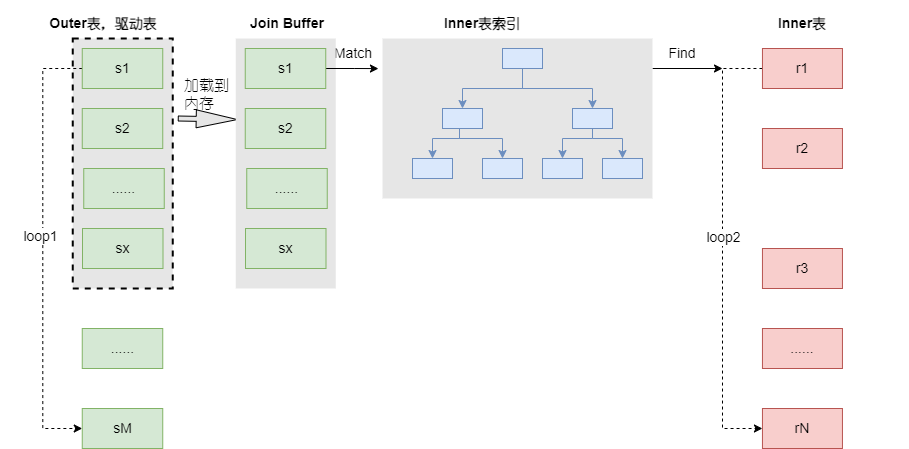 Outer表，驱动表
Join Buffer
Inner表索引
Inner表
s1
s1
Match
Find
r1
加载到
内存
s2
s2
r2
......
......
loop1
sx
sx
loop2
r3
......
......
sM
rN